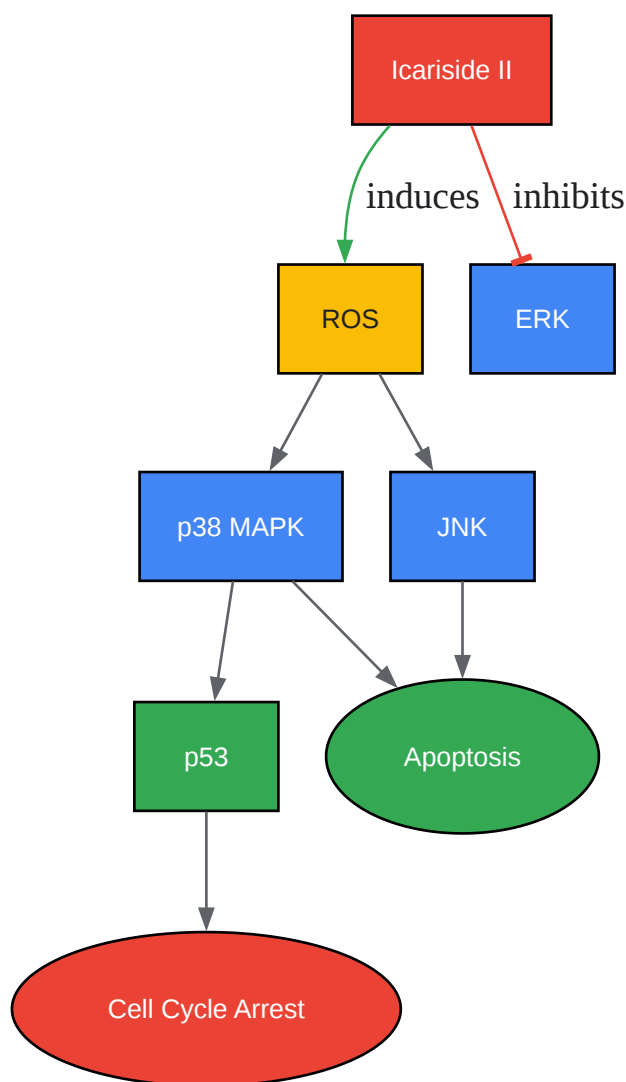 Icariside II
induces
inhibits
ROS
ERK
p38 MAPK
JNK
p53
Apoptosis
Cell Cycle Arrest